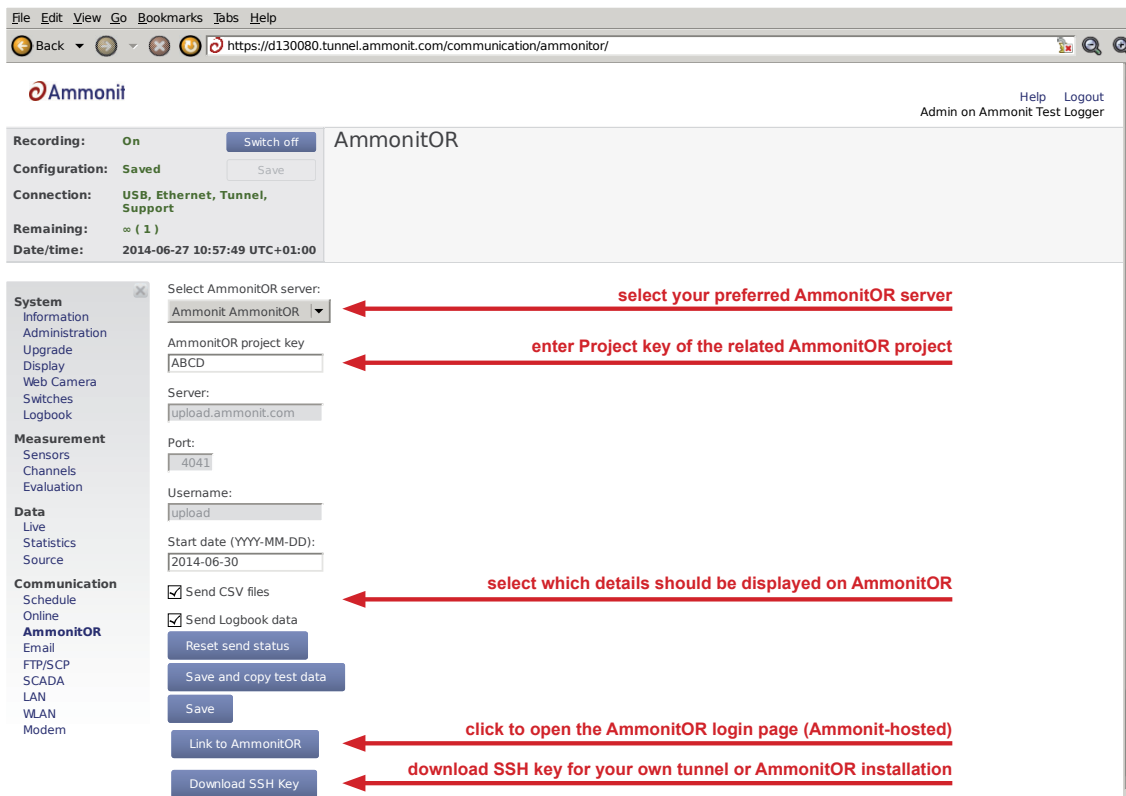 File Edit View Go Bookmarks Tabs Help
Back https://d130080.tunnel.ammonit.com/communication/ammonitor/
Ammonit
Help Logout
Admin on Ammonit Test Logger
Recording: On Switch off
AmmonitOR
Configuration: Saved Save
Connection: USB, Ethernet, Tunnel,
Support
Remaining: ∞ ( 1 )
Date/time: 2014-06-27 10:57:49 UTC+01:00
System
Information
Administration
Upgrade
Display
Web Camera
Switches
Logbook
Measurement
Sensors
Channels
Evaluation
Data
Live
Statistics
Source
Communication
Schedule
Online
AmmonitOR
Email
FTP/SCP
SCADA
LAN
WLAN
Modem
Select AmmonitOR server:
Ammonit AmmonitOR
select your preferred AmmonitOR server
AmmonitOR project key
ABCD
enter Project key of the related AmmonitOR project
Server:
upload.ammonit.com
Port:
4041
Username:
upload
Start date (YYYY-MM-DD):
2014-06-30
Send CSV files
select which details should be displayed on AmmonitOR
Send Logbook data
Reset send status
Save and copy test data
Save
Link to AmmonitOR
click to open the AmmonitOR login page (Ammonit-hosted)
Download SSH Key
download SSH key for your own tunnel or AmmonitOR installation